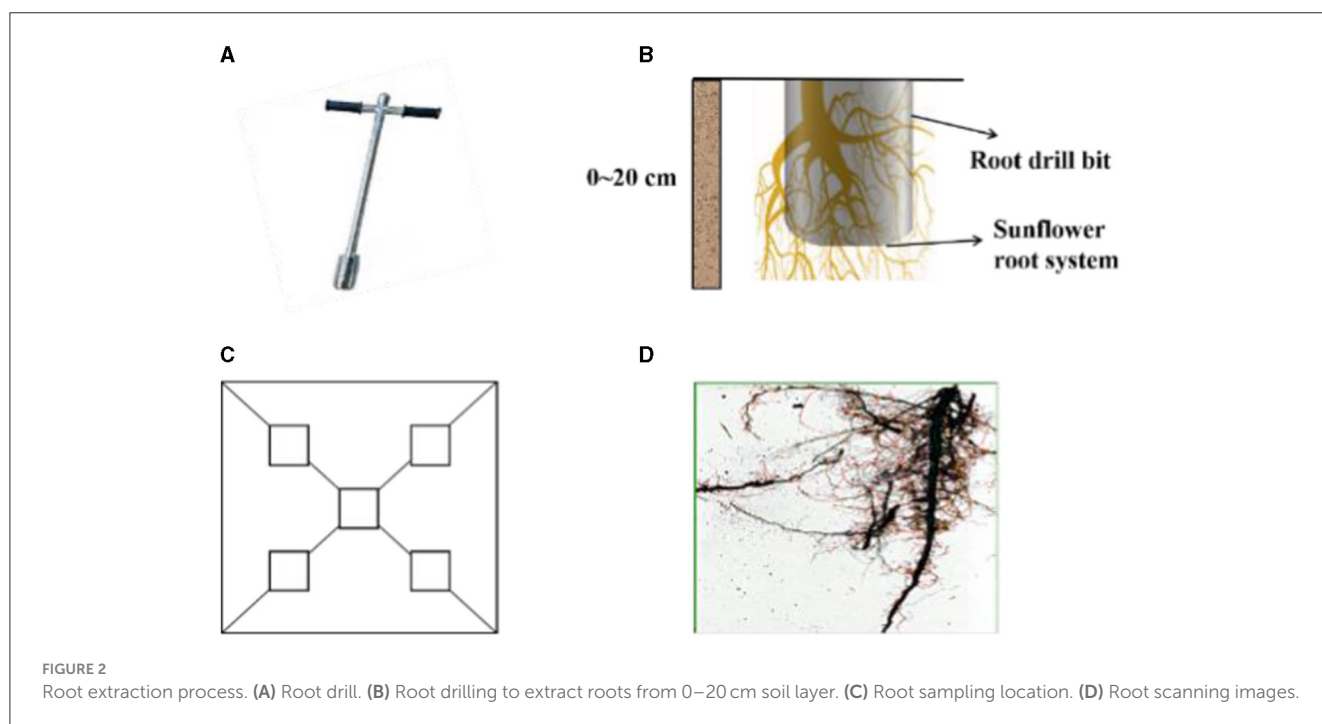 A
B
0~20 cm
Root drill bit
Sunflower
root system
C
D
FIGURE 2
Root extraction process. (A) Root drill. (B) Root drilling to extract roots from 0–20 cm soil layer. (C) Root sampling location. (D) Root scanning images.